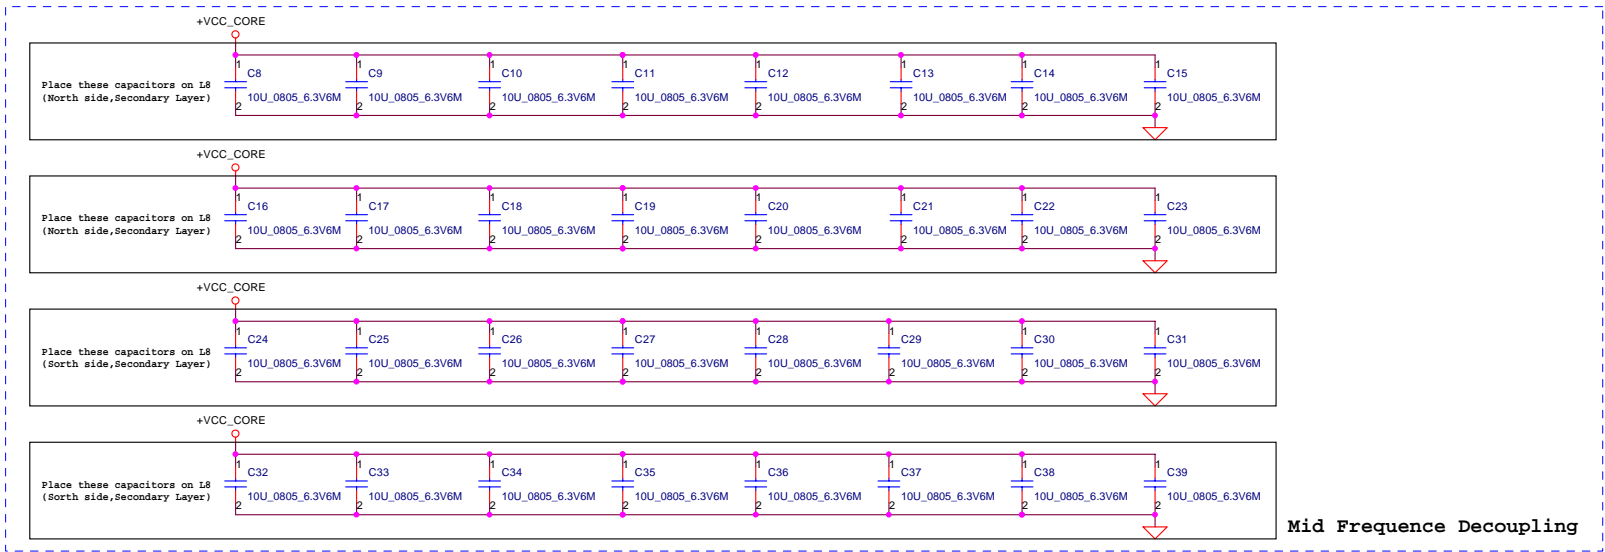 +VCC_CORE
1 1 1 1 1 1 1 1
C8 C9 C10 C11 C12 C13 C14 C15
Place these capacitors on L8
(North side,Secondary Layer)
10U_0805_6.3V6M 10U_0805_6.3V6M 10U_0805_6.3V6M 10U_0805_6.3V6M 10U_0805_6.3V6M 10U_0805_6.3V6M 10U_0805_6.3V6M 10U_0805_6.3V6M
2 2 2 2 2 2 2 2
+VCC_CORE
1 1 1 1 1 1 1 1
C16 C17 C18 C19 C20 C21 C22 C23
Place these capacitors on L8
(North side,Secondary Layer)
10U_0805_6.3V6M 10U_0805_6.3V6M 10U_0805_6.3V6M 10U_0805_6.3V6M 10U_0805_6.3V6M 10U_0805_6.3V6M 10U_0805_6.3V6M 10U_0805_6.3V6M
2 2 2 2 2 2 2 2
+VCC_CORE
1 1 1 1 1 1 1 1
C24 C25 C26 C27 C28 C29 C30 C31
Place these capacitors on L8
(Sorth side,Secondary Layer)
10U_0805_6.3V6M 10U_0805_6.3V6M 10U_0805_6.3V6M 10U_0805_6.3V6M 10U_0805_6.3V6M 10U_0805_6.3V6M 10U_0805_6.3V6M 10U_0805_6.3V6M
2 2 2 2 2 2 2 2
+VCC_CORE
1 1 1 1 1 1 1 1
C32 C33 C34 C35 C36 C37 C38 C39
Place these capacitors on L8
(Sorth side,Secondary Layer)
10U_0805_6.3V6M 10U_0805_6.3V6M 10U_0805_6.3V6M 10U_0805_6.3V6M 10U_0805_6.3V6M 10U_0805_6.3V6M 10U_0805_6.3V6M 10U_0805_6.3V6M
2 2 2 2 2 2 2 2
Mid Frequence Decoupling